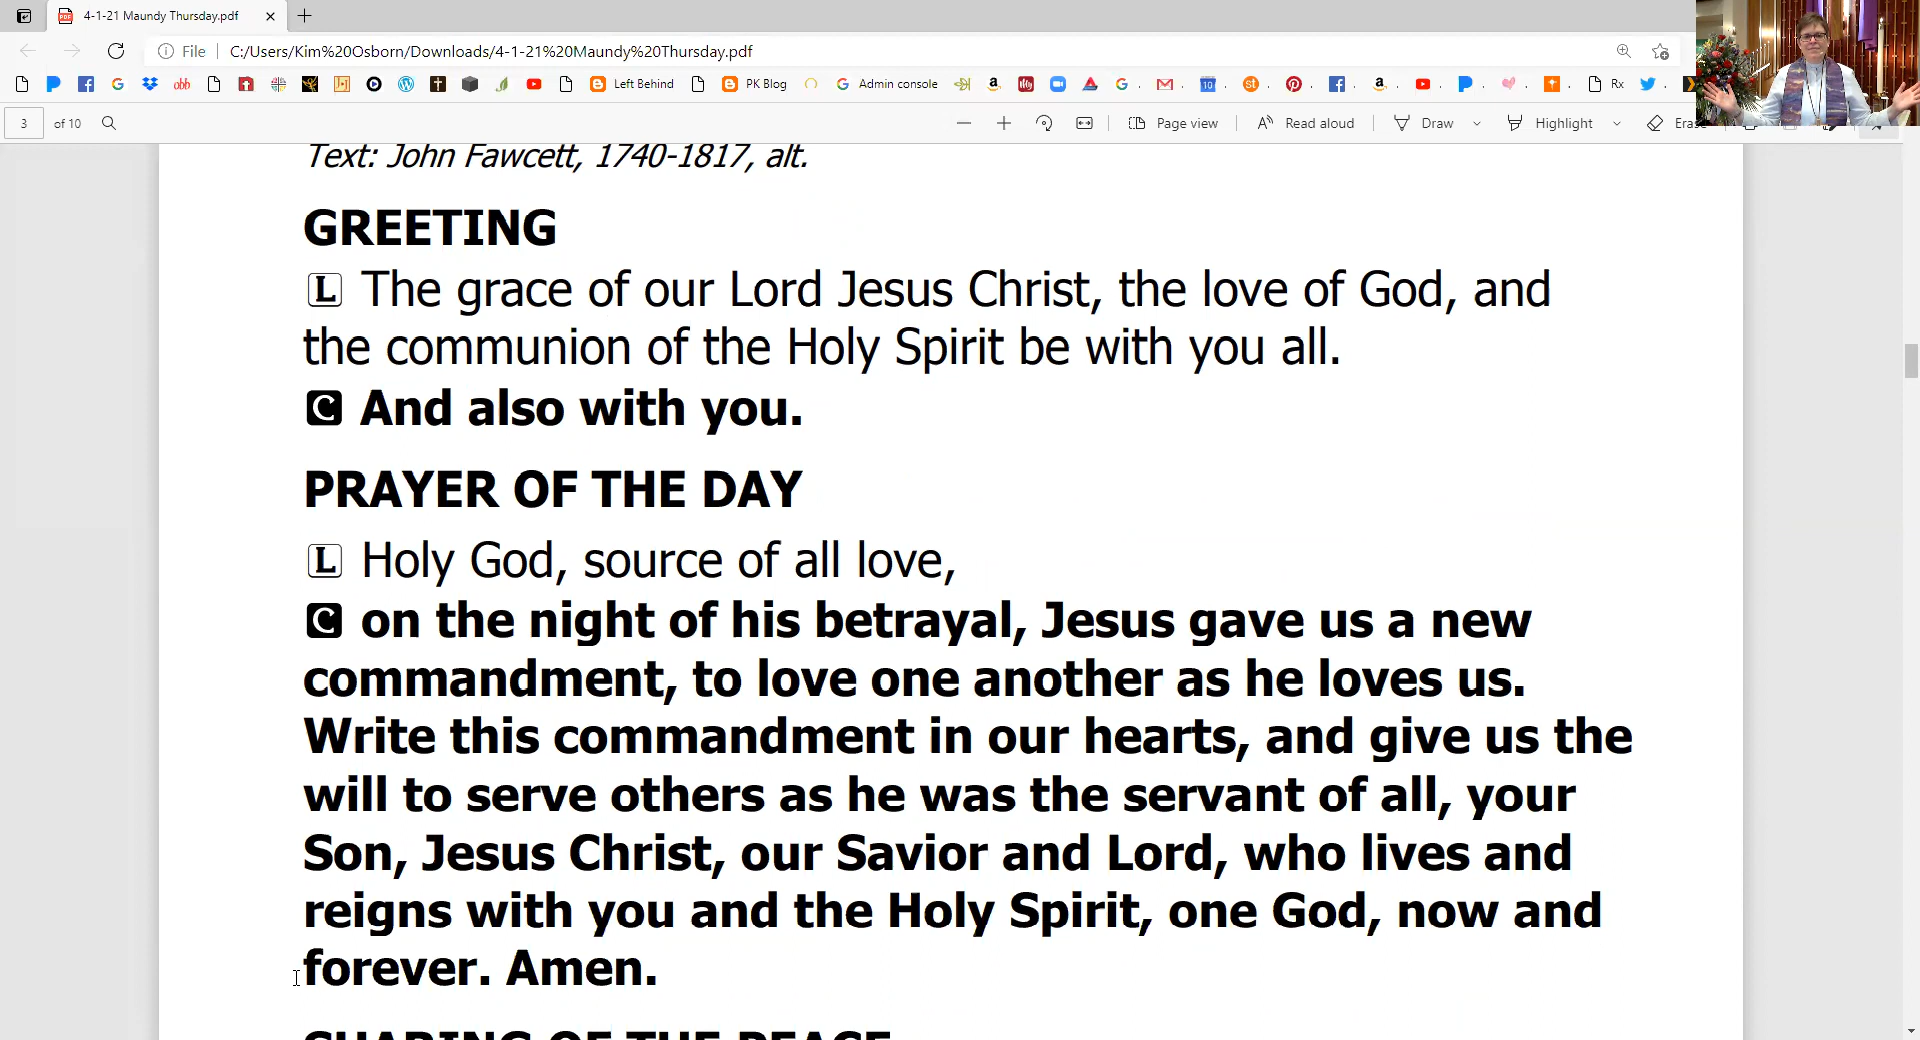 4-1-21 Maundy Thursday.pdf
File C:/Users/Kim%20Osborn/Downloads/4-1-21%20Maundy%20Thursday.pdf
Left Behind PK Blog Admin console Rx
3 of 10 Page view Read aloud Draw Highlight Erase
Text: John Fawcett, 1740-1817, alt.
GREETING
L The grace of our Lord Jesus Christ, the love of God, and
the communion of the Holy Spirit be with you all.
C And also with you.
PRAYER OF THE DAY
L Holy God, source of all love,
C on the night of his betrayal, Jesus gave us a new
commandment, to love one another as he loves us.
Write this commandment in our hearts, and give us the
will to serve others as he was the servant of all, your
Son, Jesus Christ, our Savior and Lord, who lives and
reigns with you and the Holy Spirit, one God, now and
forever. Amen.
SHARING OF THE PEACE